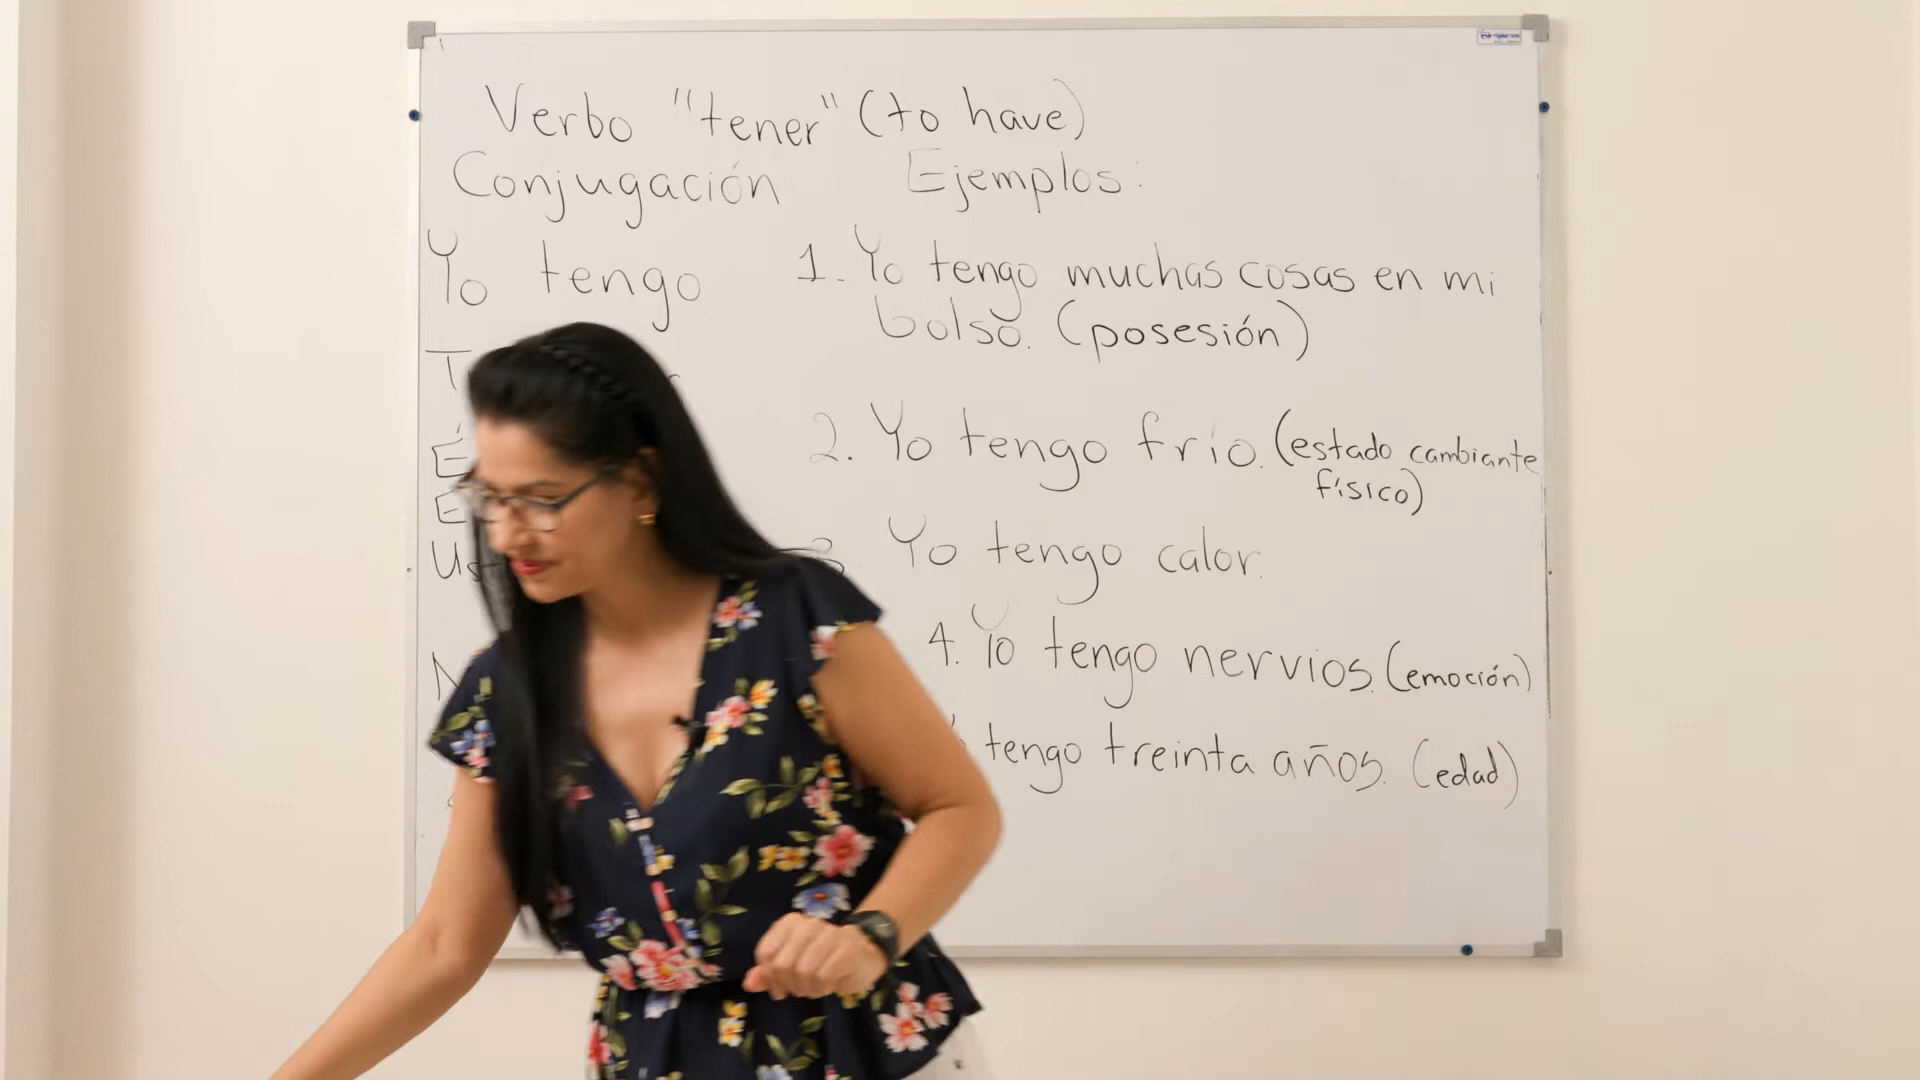 Verbo "tener" (to have)
Conjugación
Yo tengo
Ejemplos:
1. Yo tengo muchas cosas en mi
bolso. (posesión)
2. Yo tengo frío. (estado cambiante
físico)
3. Yo tengo calor.
4. Yo tengo nervios. (emoción)
tengo treinta años. (edad)